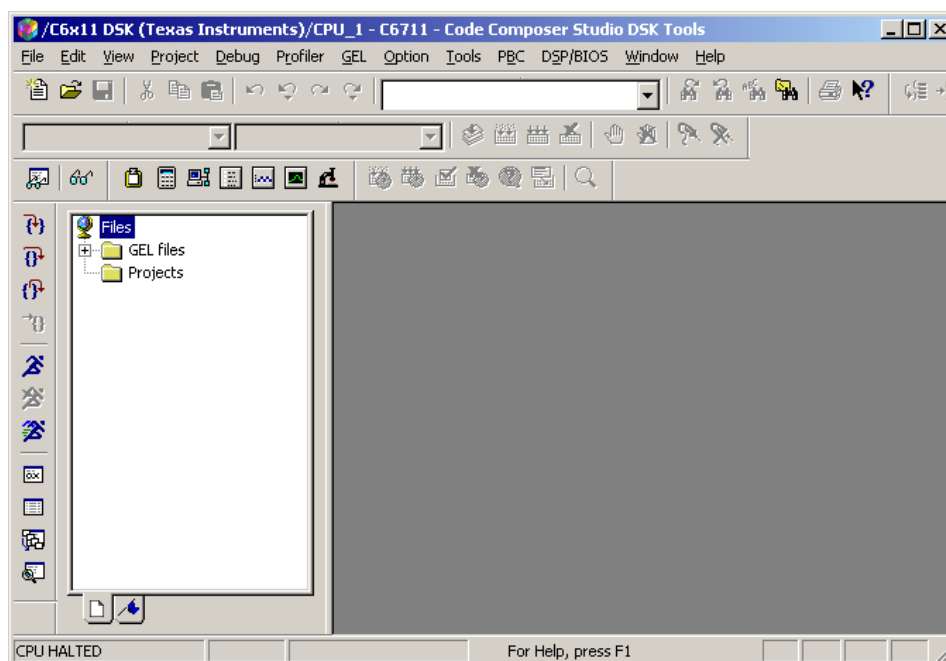 /C6x11 DSK (Texas Instruments)/CPU_1 - C6711 - Code Composer Studio DSK Tools
File Edit View Project Debug Profiler GEL Option Tools PBC DSP/BIOS Window Help
Files
GEL files
Projects
CPU HALTED For Help, press F1